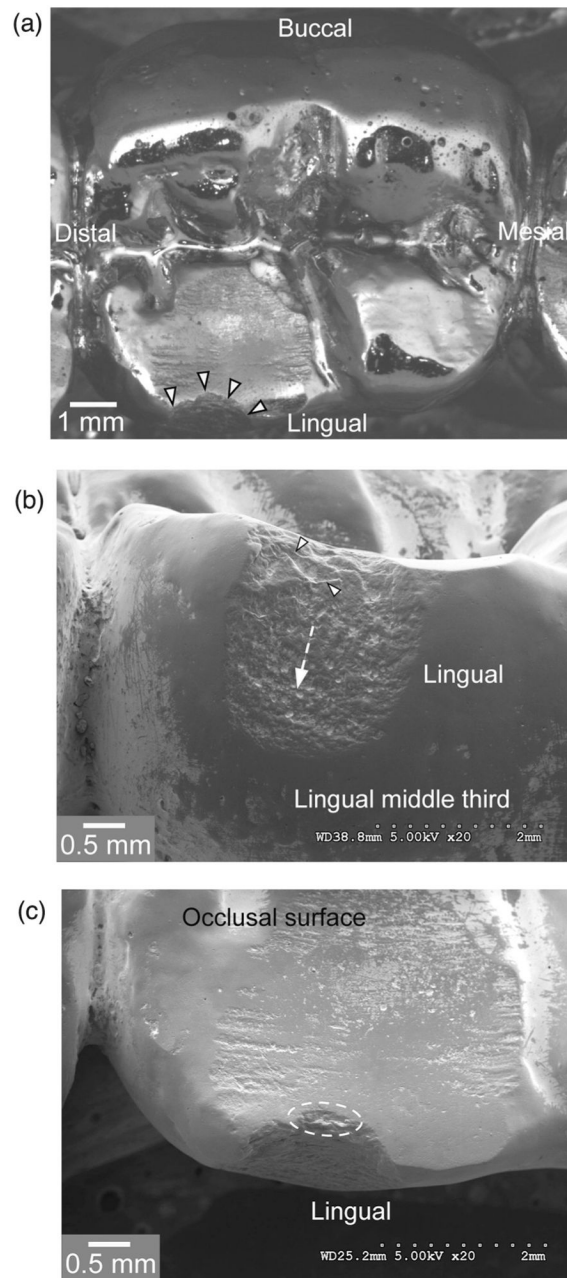 (a)
Buccal
Distal
Mesial
1 mm
Lingual
(b)
Lingual
Lingual middle third
0.5 mm
WD38.8mm 5.00kV x20 2mm
(c)
Occlusal surface
Lingual
0.5 mm
WD25.2mm 5.00kV x20 2mm